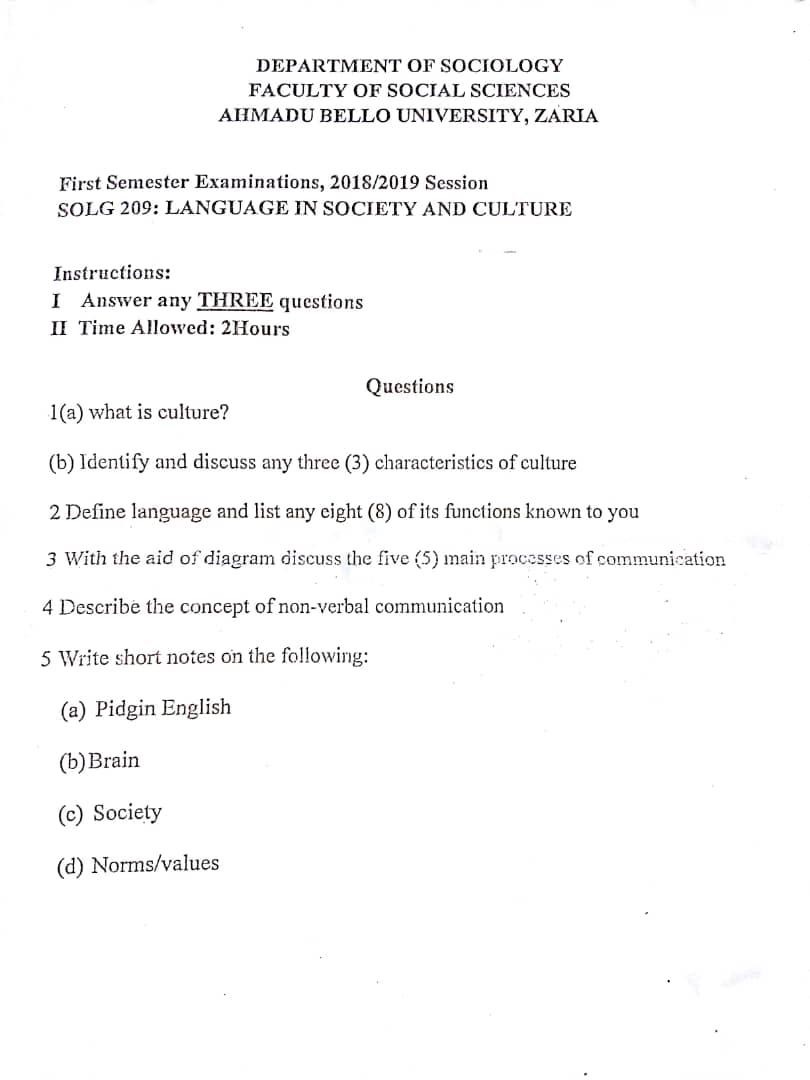 DEPARTMENT OF SOCIOLOGY
FACULTY OF SOCIAL SCIENCES
AHMADU BELLO UNIVERSITY, ZARIA
First Semester Examinations, 2018/2019 Session
SOLG 209: LANGUAGE IN SOCIETY AND CULTURE
Instructions:
I Answer any THREE questions
II Time Allowed: 2Hours
Questions
1(a) what is culture?
(b) Identify and discuss any three (3) characteristics of culture
2 Define language and list any eight (8) of its functions known to you
3 With the aid of diagram discuss the five (5) main processes of communication
4 Describe the concept of non-verbal communication
5 Write short notes on the following:
(a) Pidgin English
(b) Brain
(c) Society
(d) Norms/values